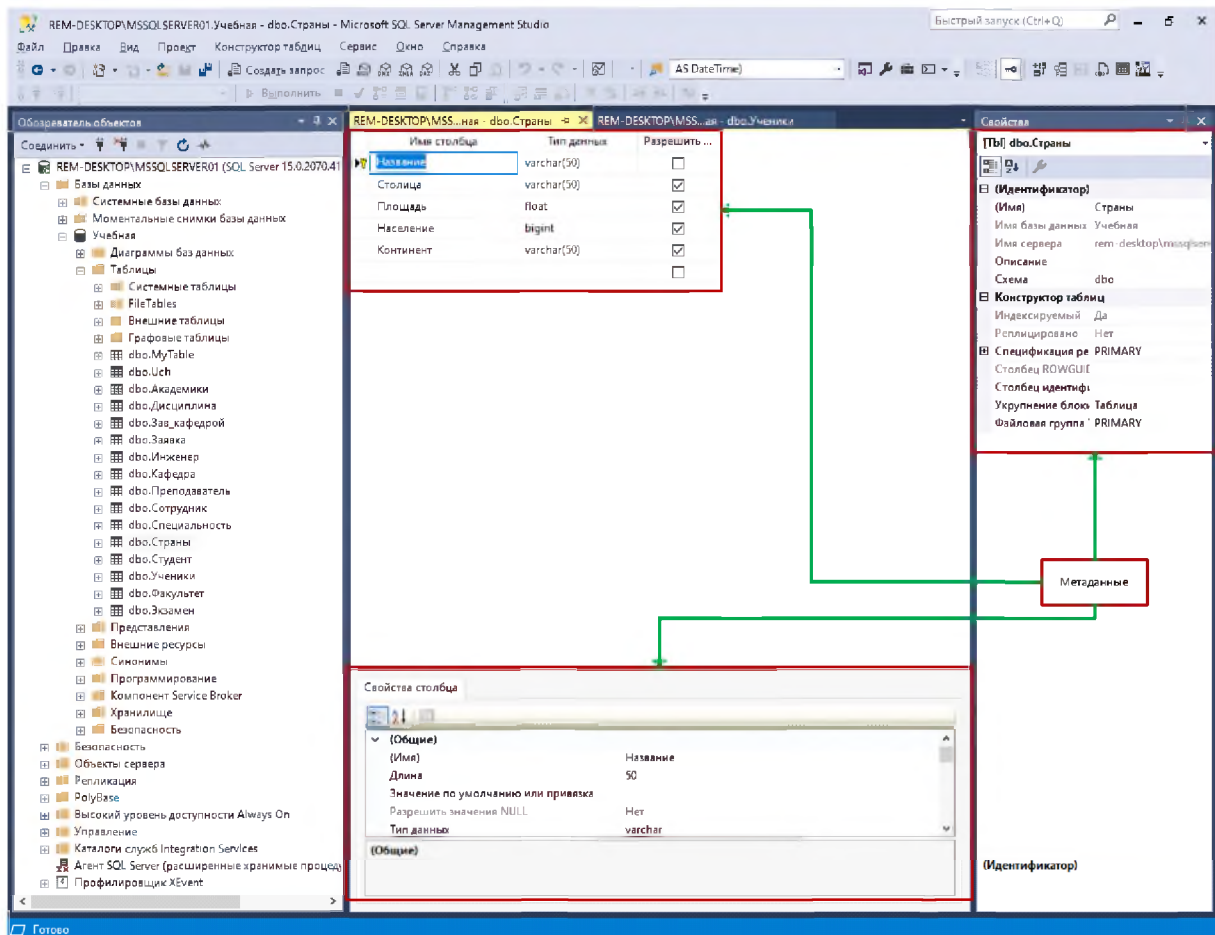 REM-DESKTOP\MSSQLSERVER01.Учебная - dbo.Страны - Microsoft SQL Server Management Studio
Быстрый запуск (Ctrl+Q)
Файл Правка Вид Проект Конструктор таблиц Сервис Окно Справка
Создать запрос
AS DateTime)
Выполнить
Обозреватель объектов
Соединить
REM-DESKTOP\MSSQLSERVER01 (SQL Server 15.0.2070.41
Базы данных
Системные базы данных
Моментальные снимки базы данных
Учебная
Диаграммы баз данных
Таблицы
Системные таблицы
FileTables
Внешние таблицы
Графовые таблицы
dbo.MyTable
dbo.Uch
dbo.Академики
dbo.Дисциплина
dbo.Зав_кафедрой
dbo.Заявка
dbo.Инженер
dbo.Кафедра
dbo.Преподаватель
dbo.Сотрудник
dbo.Специальность
dbo.Страны
dbo.Студент
dbo.Ученики
dbo.Факультет
dbo.Экзамен
Представления
Внешние ресурсы
Синонимы
Программирование
Компонент Service Broker
Хранилище
Безопасность
Безопасность
Объекты сервера
Репликация
PolyBase
Высокий уровень доступности Always On
Управление
Каталоги служб Integration Services
Агент SQL Server (расширенные хранимые процед
Профилировщик XEvent
REM-DESKTOP\MSS...ная - dbo.Страны
REM-DESKTOP\MSS...ая - dbo.Ученики
Имя столбца Тип данных Разрешить ...
Название varchar(50)
Столица varchar(50)
Площадь float
Население bigint
Континент varchar(50)
Свойства столбца
(Общие)
(Имя) Название
Длина 50
Значение по умолчанию или привязка
Разрешить значения NULL Нет
Тип данных varchar
(Общие)
Свойства
[Tbl] dbo.Страны
(Идентификатор)
(Имя) Страны
Имя базы данных Учебная
Имя сервера rem-desktop\mssqlserv
Описание
Схема dbo
Конструктор таблиц
Индексируемый Да
Реплицировано Нет
Спецификация ре PRIMARY
Столбец ROWGUID
Столбец идентифи
Укрупнение блоки Таблица
Файловая группа PRIMARY
Метаданные
(Идентификатор)
Готово